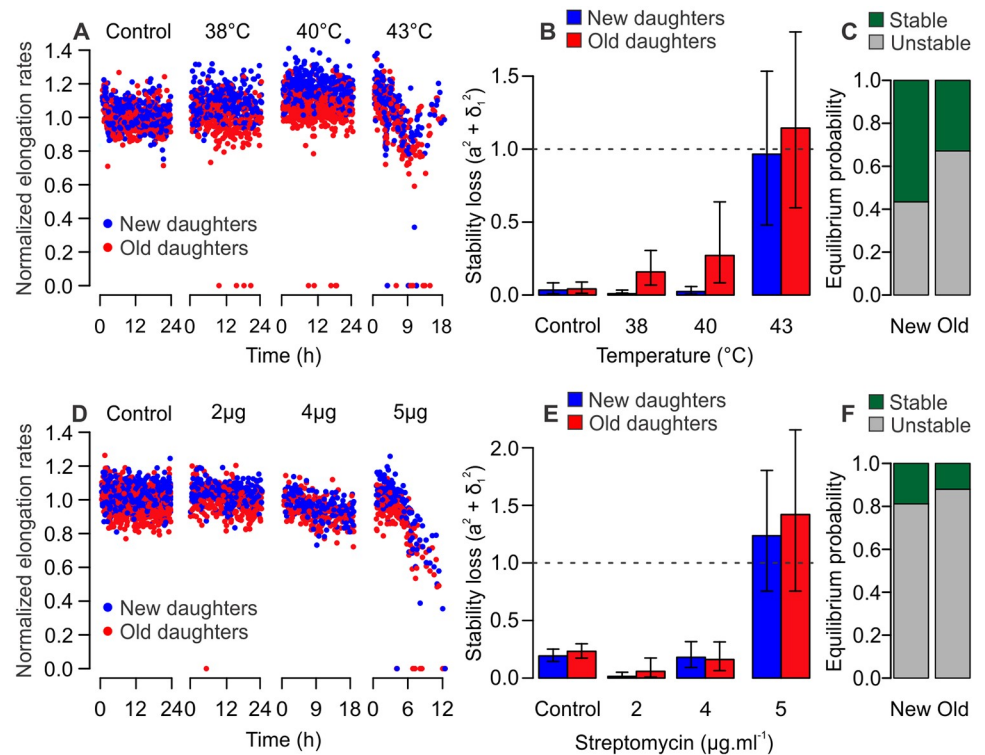 A Control 38°C 40°C 43°C
Normalized elongation rates
1.4
1.2
1.0
0.8
0.6
0.4
1.2
0.0
New daughters
Old daughters
0 12 24 0 12 24 0 12 24 0 9 18
Time (h)
B
New daughters
Old daughters
Stability loss (a² + δ₁²)
1.5
1.0
0.5
0.0
Control 38 40 43
Temperature (°C)
C
Stable
Unstable
Equilibrium probability
1.0
0.8
0.6
0.4
0.2
0.0
New Old
D Control 2µg 4µg 5µg
Normalized elongation rates
1.4
1.2
1.0
0.8
0.6
0.4
0.2
0.0
New daughters
Old daughters
0 12 24 0 12 24 0 9 18 0 6 12
Time (h)
E
New daughters
Old daughters
Stability loss (a² + δ₁²)
2.0
1.5
1.0
0.5
0.0
Control 2 4 5
Streptomycin (µg.ml⁻¹)
F
Stable
Unstable
Equilibrium probability
1.0
0.8
0.6
0.4
0.2
0.0
New Old